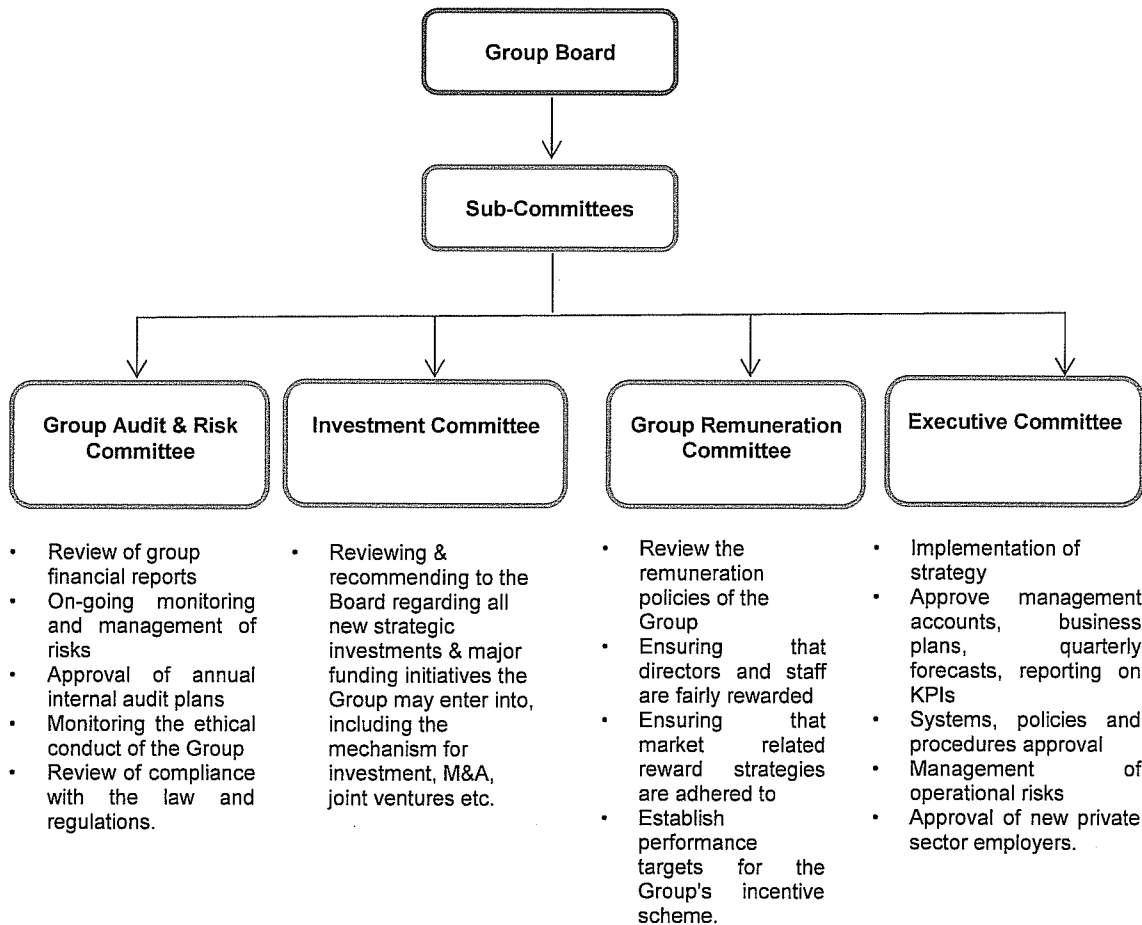 Group Board
Sub-Committees
Group Audit & Risk
Committee
Investment Committee
Group Remuneration
Committee
Executive Committee
• Review of group
financial reports
• On-going monitoring
and management of
risks
• Approval of annual
internal audit plans
• Monitoring the ethical
conduct of the Group
• Review of compliance
with the law and
regulations.
• Reviewing &
recommending to the
Board regarding all
new strategic
investments & major
funding initiatives the
Group may enter into,
including the
mechanism for
investment, M&A,
joint ventures etc.
• Review the
remuneration
policies of the
Group
• Ensuring that
directors and staff
are fairly rewarded
• Ensuring that
market related
reward strategies
are adhered to
• Establish
performance
targets for the
Group's incentive
scheme.
• Implementation of
strategy
• Approve management
accounts, business
plans, quarterly
forecasts, reporting on
KPIs
• Systems, policies and
procedures approval
• Management of
operational risks
• Approval of new private
sector employers.